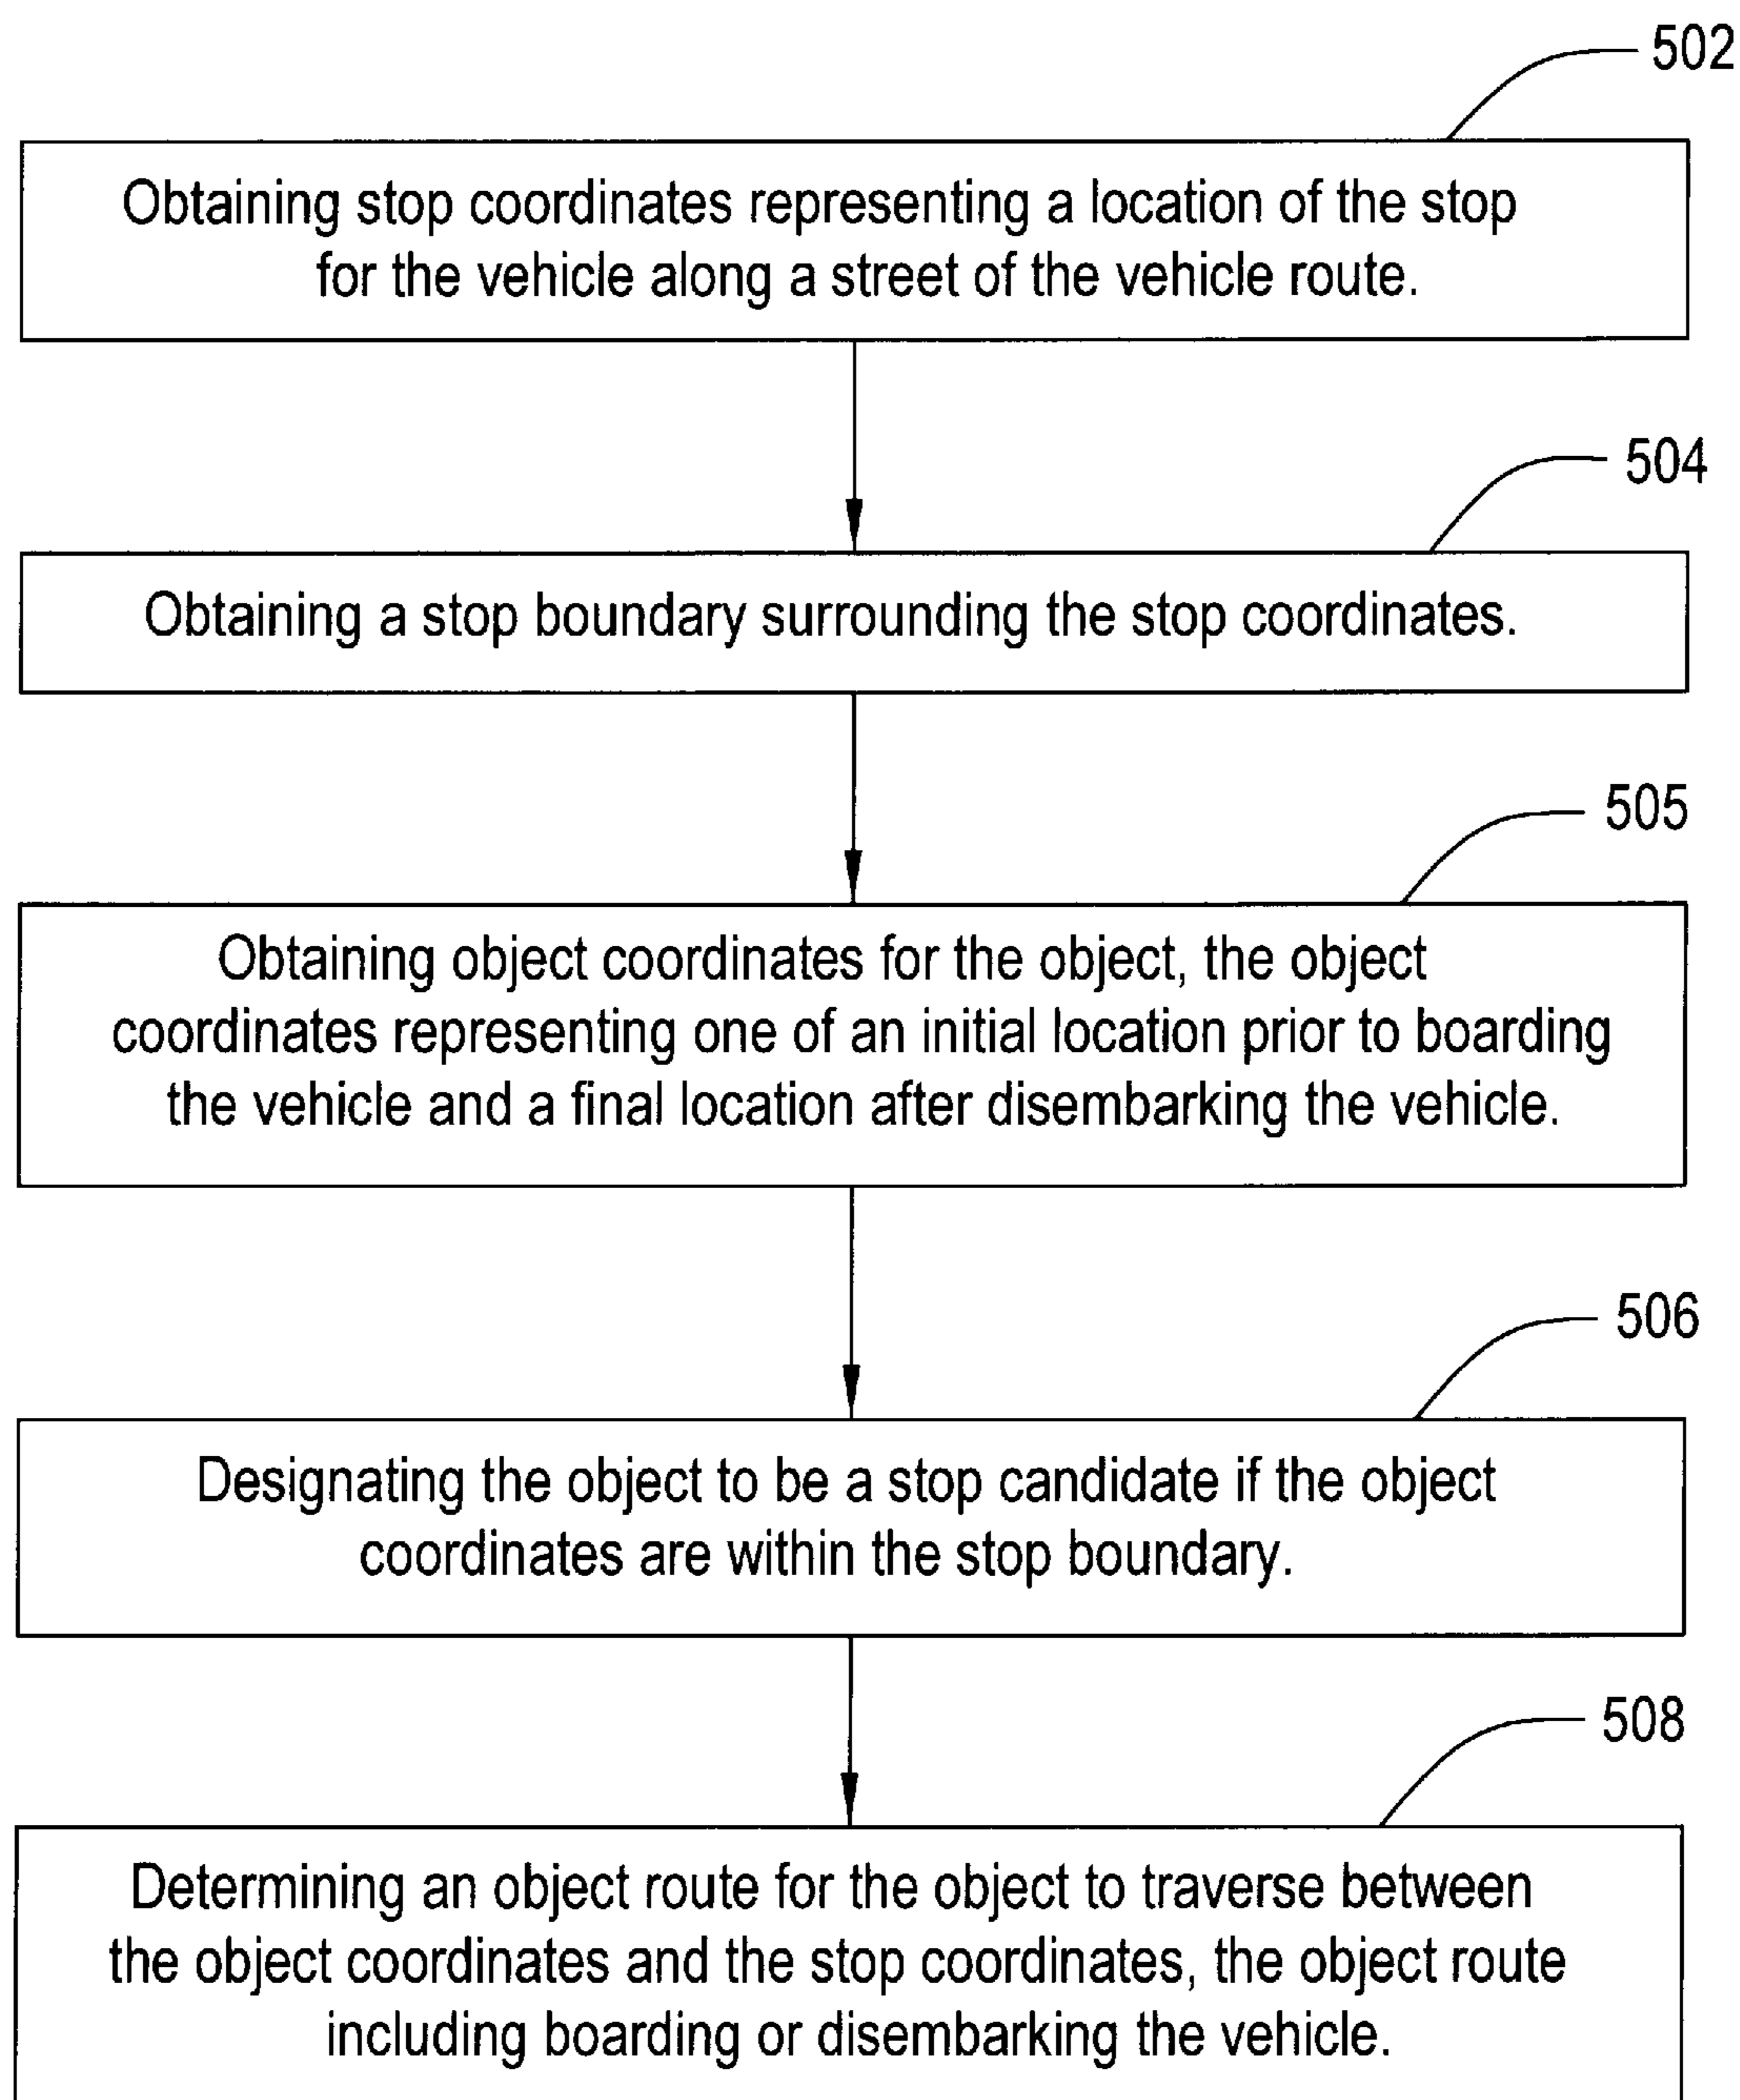 502
Obtaining stop coordinates representing a location of the stop
for the vehicle along a street of the vehicle route.
504
Obtaining a stop boundary surrounding the stop coordinates.
505
Obtaining object coordinates for the object, the object
coordinates representing one of an initial location prior to boarding
the vehicle and a final location after disembarking the vehicle.
506
Designating the object to be a stop candidate if the object
coordinates are within the stop boundary.
508
Determining an object route for the object to traverse between
the object coordinates and the stop coordinates, the object route
including boarding or disembarking the vehicle.